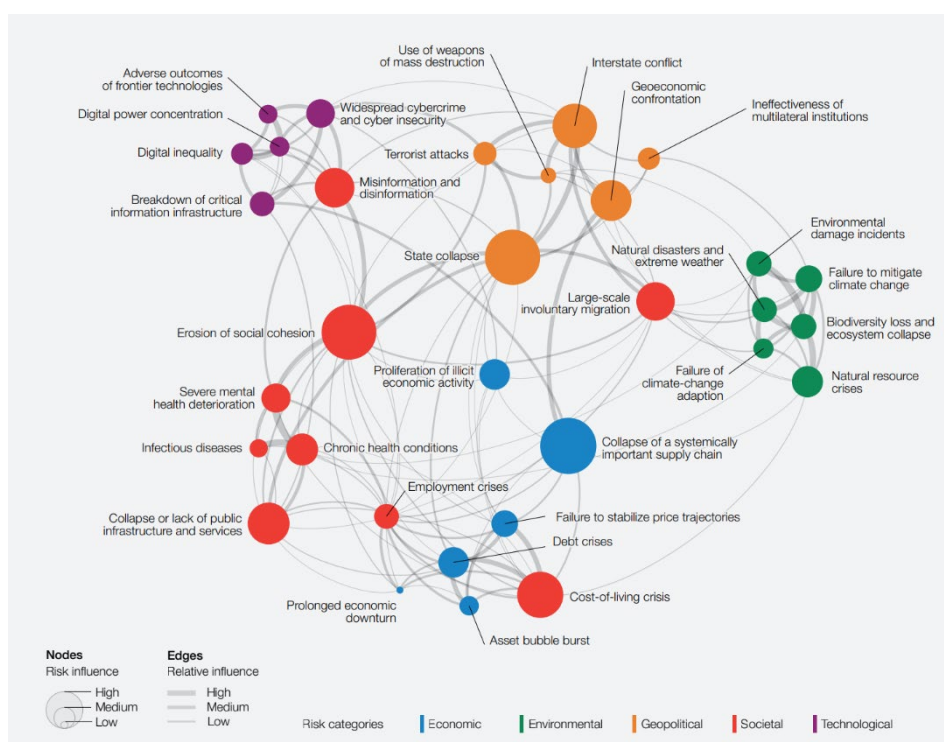 Use of weapons
of mass destruction
Interstate conflict
Geoeconomic
confrontation
Ineffectiveness of
multilateral institutions
Adverse outcomes
of frontier technologies
Digital power concentration
Widespread cybercrime
and cyber insecurity
Digital inequality
Terrorist attacks
Misinformation and
disinformation
Breakdown of critical
information infrastructure
Environmental
damage incidents
Natural disasters and
extreme weather
State collapse
Failure to mitigate
climate change
Large-scale
involuntary migration
Erosion of social cohesion
Biodiversity loss and
ecosystem collapse
Proliferation of illicit
economic activity
Failure of
climate-change
adaption
Natural resource
crises
Severe mental
health deterioration
Infectious diseases
Chronic health conditions
Collapse of a systemically
important supply chain
Employment crises
Collapse or lack of public
infrastructure and services
Failure to stabilize price trajectories
Debt crises
Prolonged economic
downturn
Cost-of-living crisis
Asset bubble burst
Nodes
Risk influence
High
Medium
Low
Edges
Relative influence
High
Medium
Low
Risk categories
Economic
Environmental
Geopolitical
Societal
Technological